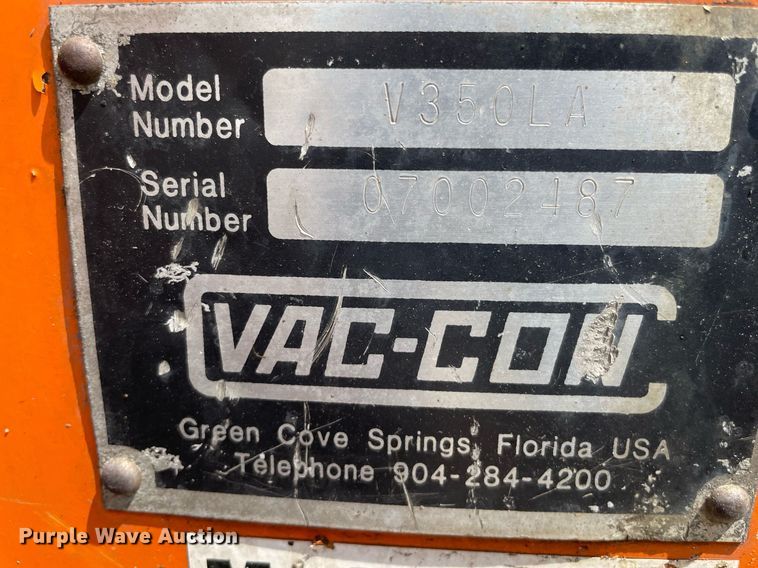 Model
Number
V350LA
Serial
Number
07002487
VAC-CON
Green Cove Springs, Florida USA
Telephone 904-284-4200
Purple Wave Auction